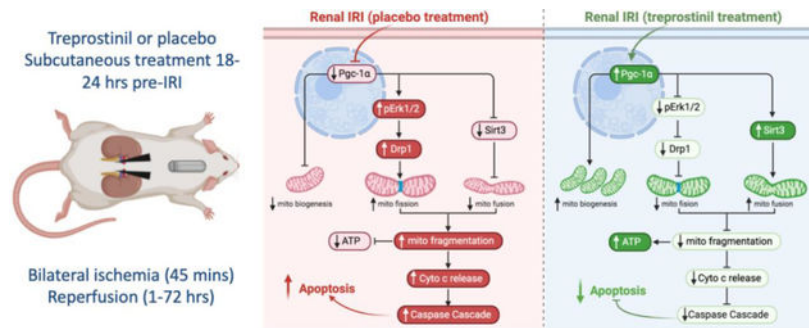 Treprostinil or placebo
Subcutaneous treatment 18-
24 hrs pre-IRI
Bilateral ischemia (45 mins)
Reperfusion (1-72 hrs)
Renal IRI (placebo treatment)
↓ Pgc-1α
↑ pErk1/2
↓ Sirt3
↑ Drp1
↓ mito biogenesis
↑ mito fission
↓ mito fusion
↓ ATP
↑ mito fragmentation
↑ Cyto c release
↑ Apoptosis
↑ Caspase Cascade
Renal IRI (treprostinil treatment)
↑ Pgc-1α
↓ pErk1/2
↑ Sirt3
↓ Drp1
↑ mito biogenesis
↓ mito fission
↑ mito fusion
↑ ATP
↓ mito fragmentation
↓ Cyto c release
↓ Apoptosis
↓ Caspase Cascade